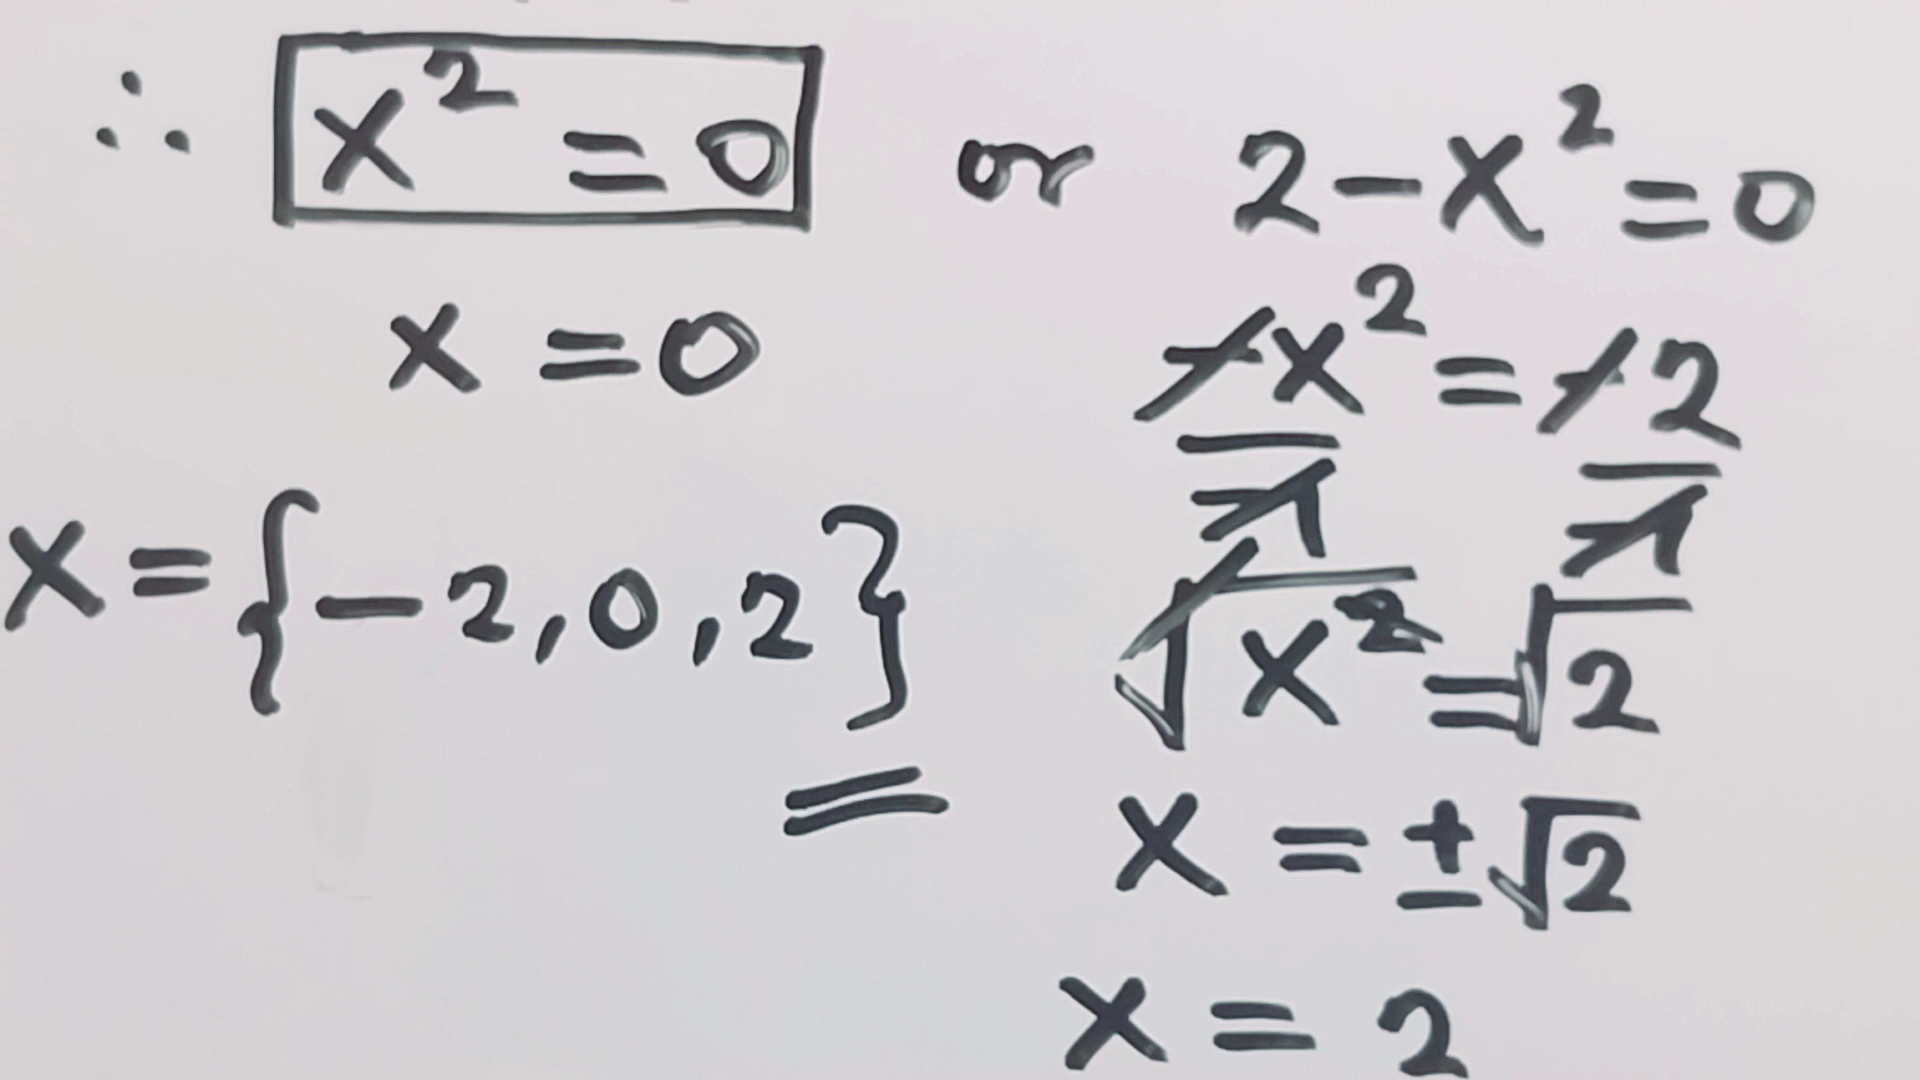 ∴ x² = 0 or 2 - x² = 0
x = 0
-x²/-1 = -2/-1
x = {-2, 0, 2}
√x² = √2
x = ±√2
x = 2